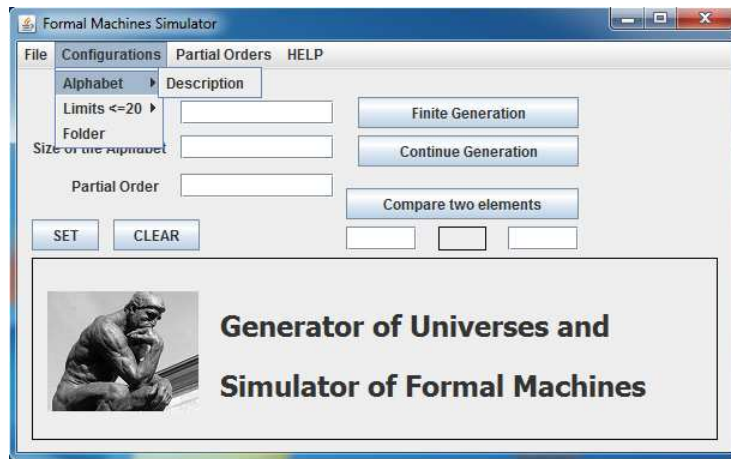 Formal Machines Simulator
File Configurations Partial Orders HELP
Alphabet Description
Limits <=20
Folder
Finite Generation
Size of the Alphabet
Continue Generation
Partial Order
Compare two elements
SET CLEAR
Generator of Universes and
Simulator of Formal Machines